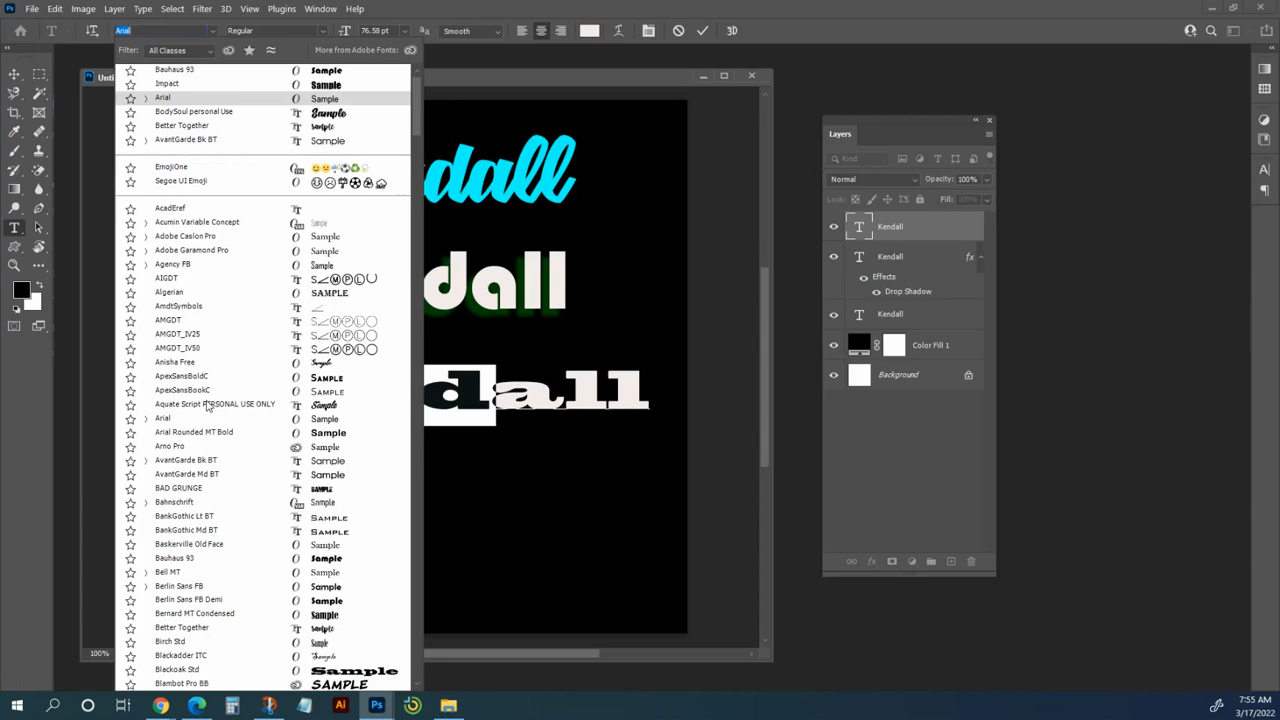 Ps File Edit Image Layer Type Select Filter 3D View Plugins Window Help
T Arial Regular 76.58 pt aa Smooth 3D
Filter: All Classes More from Adobe Fonts:
Bauhaus 93 Sample
Impact Sample
Arial Sample
BodySoul personal Use Sample
Better Together Sample
AvantGarde Bk BT Sample
EmojiOne
Segoe UI Emoji
AcadEref
Acumin Variable Concept Sample
Adobe Caslon Pro Sample
Adobe Garamond Pro Sample
Agency FB Sample
AIGDT
Algerian SAMPLE
AmdtSymbols
AMGDT
AMGDT_IV25
AMGDT_IV50
Anisha Free Sample
ApexSansBoldC SAMPLE
ApexSansBookC SAMPLE
Aquate Script PERSONAL USE ONLY Sample
Arial Sample
Arial Rounded MT Bold Sample
Arno Pro Sample
AvantGarde Bk BT Sample
AvantGarde Md BT Sample
BAD GRUNGE SAMPLE
Bahnschrift Sample
BankGothic Lt BT SAMPLE
BankGothic Md BT SAMPLE
Baskerville Old Face Sample
Bauhaus 93 Sample
Bell MT Sample
Berlin Sans FB Sample
Berlin Sans FB Demi Sample
Bernard MT Condensed Sample
Better Together Sample
Birch Std Sample
Blackadder ITC Sample
Blackoak Std Sample
Blambot Pro BB SAMPLE
Unti
dall
dall
dall
100%
Layers
Kind
Normal Opacity: 100%
Lock: Fill: 100%
T Kendall
T Kendall fx
Effects
Drop Shadow
T Kendall
Color Fill 1
Background
fx
Ai Ps
7:55 AM
3/17/2022